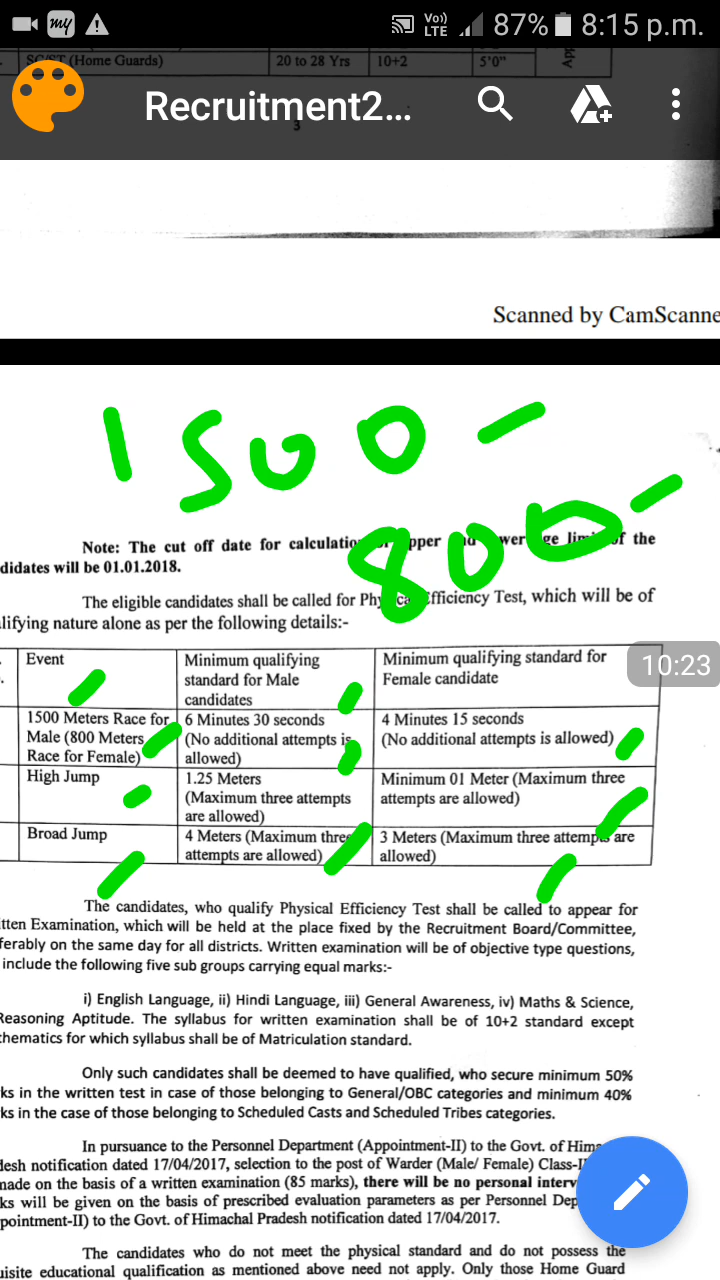 my Vo)) LTE 87% 8:15 p.m.
SC/ST (Home Guards) 20 to 28 Yrs 10+2 5'0"
Recruitment2...
3
Scanned by CamScanne
1500-
800-
Note: The cut off date for calculation upper wer age limit of the
didates will be 01.01.2018.
The eligible candidates shall be called for Physical Efficiency Test, which will be of
lifying nature alone as per the following details:-
10:23
Event Minimum qualifying standard for Male candidates Minimum qualifying standard for Female candidate
1500 Meters Race for Male (800 Meters Race for Female) 6 Minutes 30 seconds (No additional attempts is allowed) 4 Minutes 15 seconds (No additional attempts is allowed)
High Jump 1.25 Meters (Maximum three attempts are allowed) Minimum 01 Meter (Maximum three attempts are allowed)
Broad Jump 4 Meters (Maximum three attempts are allowed) 3 Meters (Maximum three attempts are allowed)
The candidates, who qualify Physical Efficiency Test shall be called to appear for
tten Examination, which will be held at the place fixed by the Recruitment Board/Committee,
ferably on the same day for all districts. Written examination will be of objective type questions,
include the following five sub groups carrying equal marks:-
i) English Language, ii) Hindi Language, iii) General Awareness, iv) Maths & Science,
Reasoning Aptitude. The syllabus for written examination shall be of 10+2 standard except
thematics for which syllabus shall be of Matriculation standard.
Only such candidates shall be deemed to have qualified, who secure minimum 50%
ks in the written test in case of those belonging to General/OBC categories and minimum 40%
ks in the case of those belonging to Scheduled Casts and Scheduled Tribes categories.
In pursuance to the Personnel Department (Appointment-II) to the Govt. of Hima
desh notification dated 17/04/2017, selection to the post of Warder (Male/ Female) Class-I
made on the basis of a written examination (85 marks), there will be no personal interv
ks will be given on the basis of prescribed evaluation parameters as per Personnel Dep
pointment-II) to the Govt. of Himachal Pradesh notification dated 17/04/2017.
The candidates who do not meet the physical standard and do not possess the
uisite educational qualification as mentioned above need not apply. Only those Home Guard